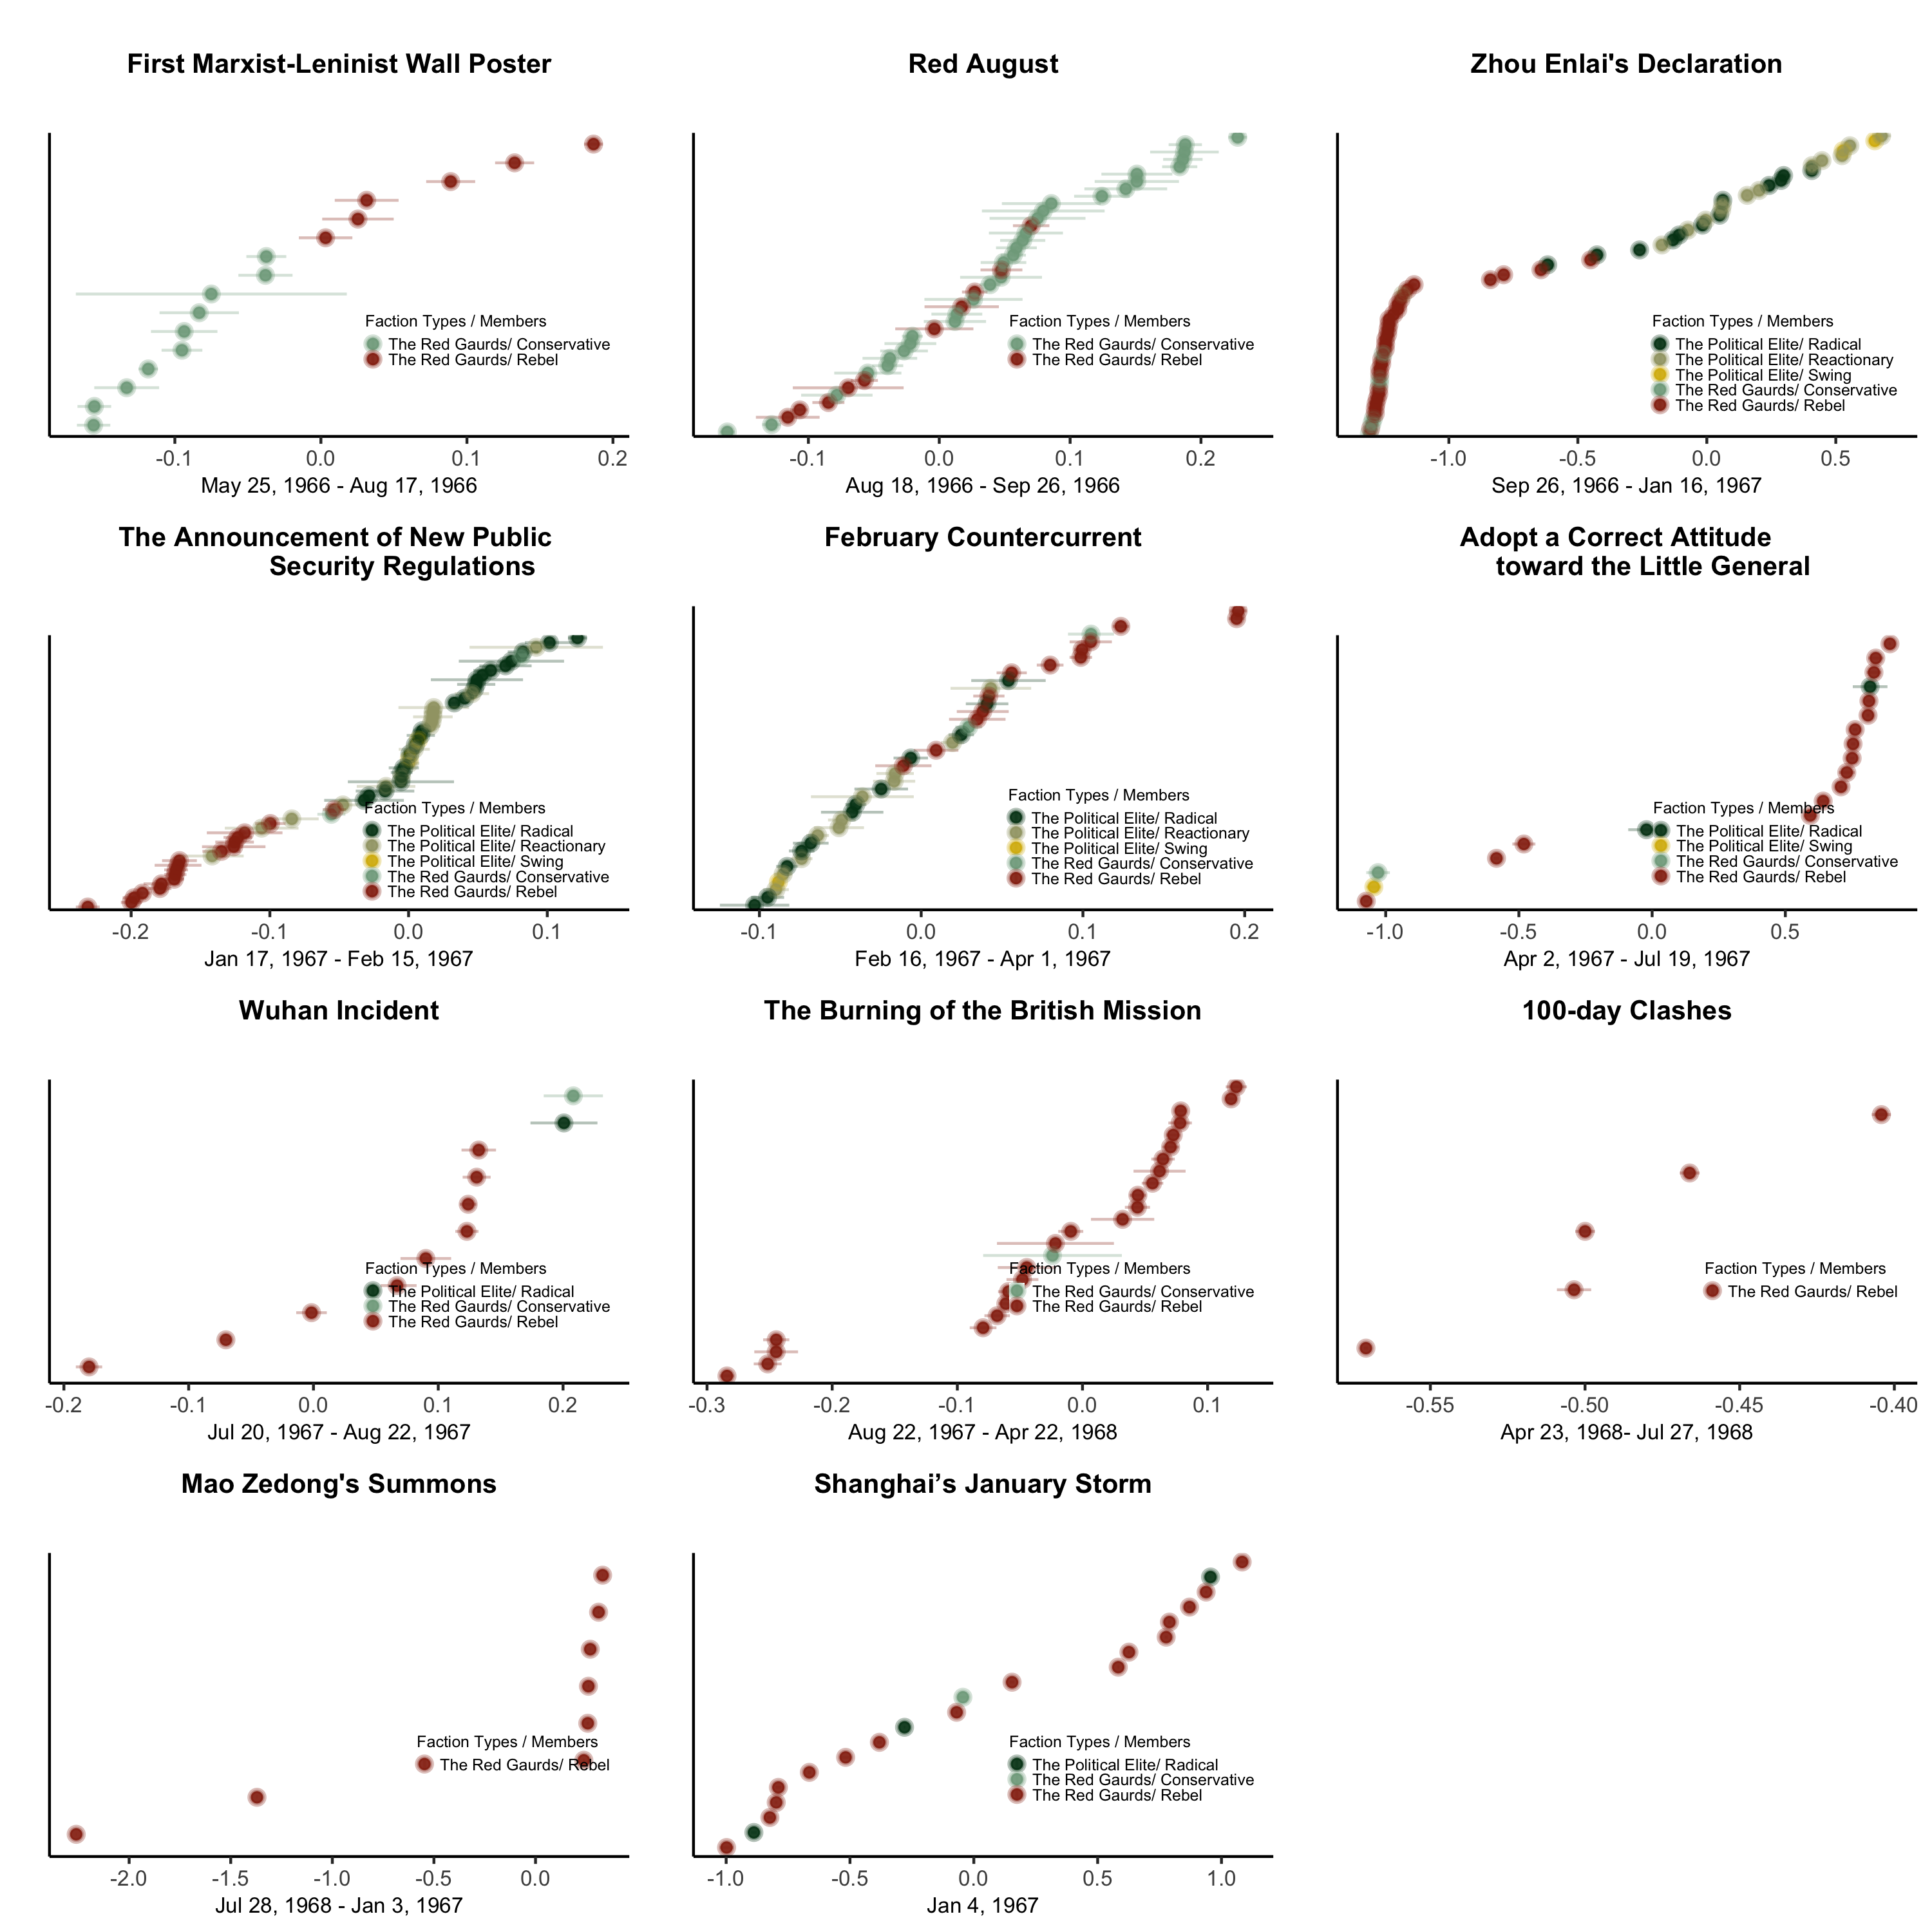 First Marxist-Leninist Wall Poster
Faction Types / Members
The Red Gaurds/ Conservative
The Red Gaurds/ Rebel
-0.1 0.0 0.1 0.2
May 25, 1966 - Aug 17, 1966
Red August
Faction Types / Members
The Red Gaurds/ Conservative
The Red Gaurds/ Rebel
-0.1 0.0 0.1 0.2
Aug 18, 1966 - Sep 26, 1966
Zhou Enlai's Declaration
Faction Types / Members
The Political Elite/ Radical
The Political Elite/ Reactionary
The Political Elite/ Swing
The Red Gaurds/ Conservative
The Red Gaurds/ Rebel
-1.0 -0.5 0.0 0.5
Sep 26, 1966 - Jan 16, 1967
The Announcement of New Public
Security Regulations
Faction Types / Members
The Political Elite/ Radical
The Political Elite/ Reactionary
The Political Elite/ Swing
The Red Gaurds/ Conservative
The Red Gaurds/ Rebel
-0.2 -0.1 0.0 0.1
Jan 17, 1967 - Feb 15, 1967
February Countercurrent
Faction Types / Members
The Political Elite/ Radical
The Political Elite/ Reactionary
The Political Elite/ Swing
The Red Gaurds/ Conservative
The Red Gaurds/ Rebel
-0.1 0.0 0.1 0.2
Feb 16, 1967 - Apr 1, 1967
Adopt a Correct Attitude
toward the Little General
Faction Types / Members
The Political Elite/ Radical
The Political Elite/ Swing
The Red Gaurds/ Conservative
The Red Gaurds/ Rebel
-1.0 -0.5 0.0 0.5
Apr 2, 1967 - Jul 19, 1967
Wuhan Incident
Faction Types / Members
The Political Elite/ Radical
The Red Gaurds/ Conservative
The Red Gaurds/ Rebel
-0.2 -0.1 0.0 0.1 0.2
Jul 20, 1967 - Aug 22, 1967
The Burning of the British Mission
Faction Types / Members
The Red Gaurds/ Conservative
The Red Gaurds/ Rebel
-0.3 -0.2 -0.1 0.0 0.1
Aug 22, 1967 - Apr 22, 1968
100-day Clashes
Faction Types / Members
The Red Gaurds/ Rebel
-0.55 -0.50 -0.45 -0.40
Apr 23, 1968- Jul 27, 1968
Mao Zedong's Summons
Faction Types / Members
The Red Gaurds/ Rebel
-2.0 -1.5 -1.0 -0.5 0.0
Jul 28, 1968 - Jan 3, 1967
Shanghai’s January Storm
Faction Types / Members
The Political Elite/ Radical
The Red Gaurds/ Conservative
The Red Gaurds/ Rebel
-1.0 -0.5 0.0 0.5 1.0
Jan 4, 1967